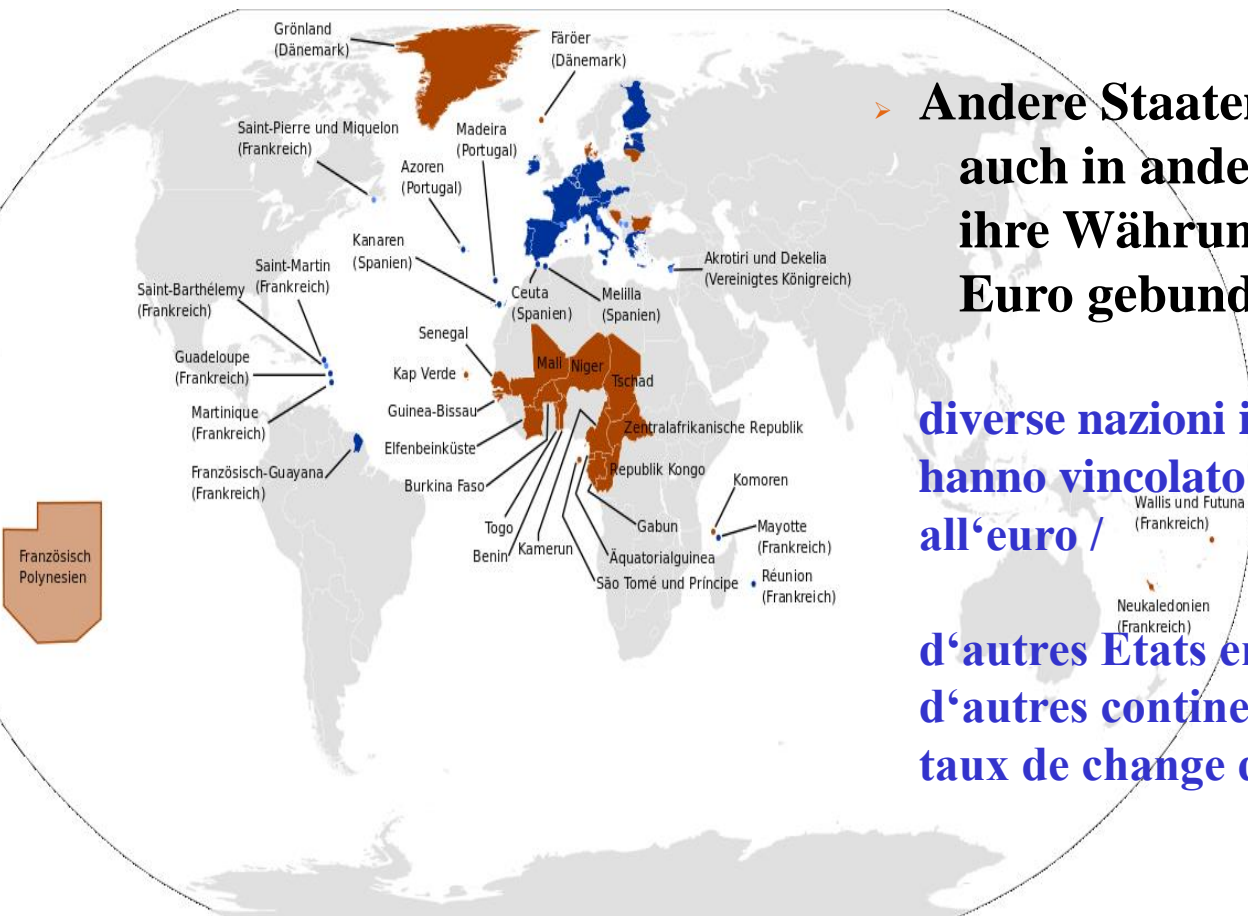 Grönland
(Dänemark)
Färöer
(Dänemark)
Saint-Pierre und Miquelon
(Frankreich)
Madeira
(Portugal)
Azoren
(Portugal)
Kanaren
(Spanien)
Saint-Martin
(Frankreich)
Saint-Barthélemy
(Frankreich)
Akrotiri und Dekelia
(Vereinigtes Königreich)
Ceuta
(Spanien)
Melilla
(Spanien)
Senegal
Guadeloupe
(Frankreich)
Kap Verde
Mali
Niger
Tschad
Martinique
(Frankreich)
Guinea-Bissau
Zentralafrikanische Republik
Elfenbeinküste
Französisch-Guayana
(Frankreich)
Burkina Faso
Republik Kongo
Komoren
Togo
Gabun
Mayotte
(Frankreich)
Benin
Kamerun
Äquatorialguinea
São Tomé und Príncipe
Réunion
(Frankreich)
Französisch
Polynesien
Wallis und Futuna
(Frankreich)
Neukaledonien
(Frankreich)
Andere Staaten
auch in ande
ihre Währun
Euro gebund
diverse nazioni i
hanno vincolato
all‘euro /
d‘autres Etats en
d‘autres contine
taux de change